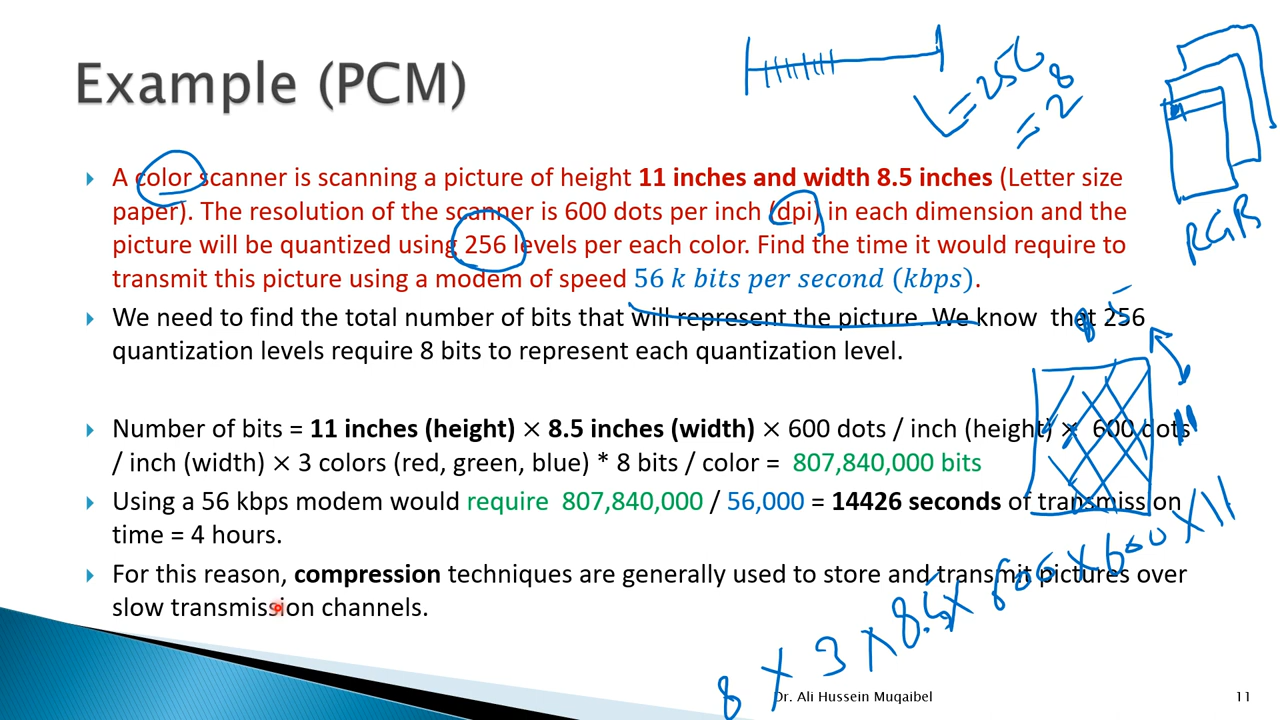 Example (PCM)
L = 256
= 2^8
RGB
A color scanner is scanning a picture of height 11 inches and width 8.5 inches (Letter size
paper). The resolution of the scanner is 600 dots per inch (dpi) in each dimension and the
picture will be quantized using 256 levels per each color. Find the time it would require to
transmit this picture using a modem of speed 56 k bits per second (kbps).
We need to find the total number of bits that will represent the picture. We know that 256
quantization levels require 8 bits to represent each quantization level.
8.5
11
Number of bits = 11 inches (height) × 8.5 inches (width) × 600 dots / inch (height) × 600 dots
/ inch (width) × 3 colors (red, green, blue) * 8 bits / color = 807,840,000 bits
Using a 56 kbps modem would require 807,840,000 / 56,000 = 14426 seconds of transmission
time = 4 hours.
For this reason, compression techniques are generally used to store and transmit pictures over
slow transmission channels.
8 × 3 × 8.5 × 600 × 600 × 11
Dr. Ali Hussein Muqaibel
11